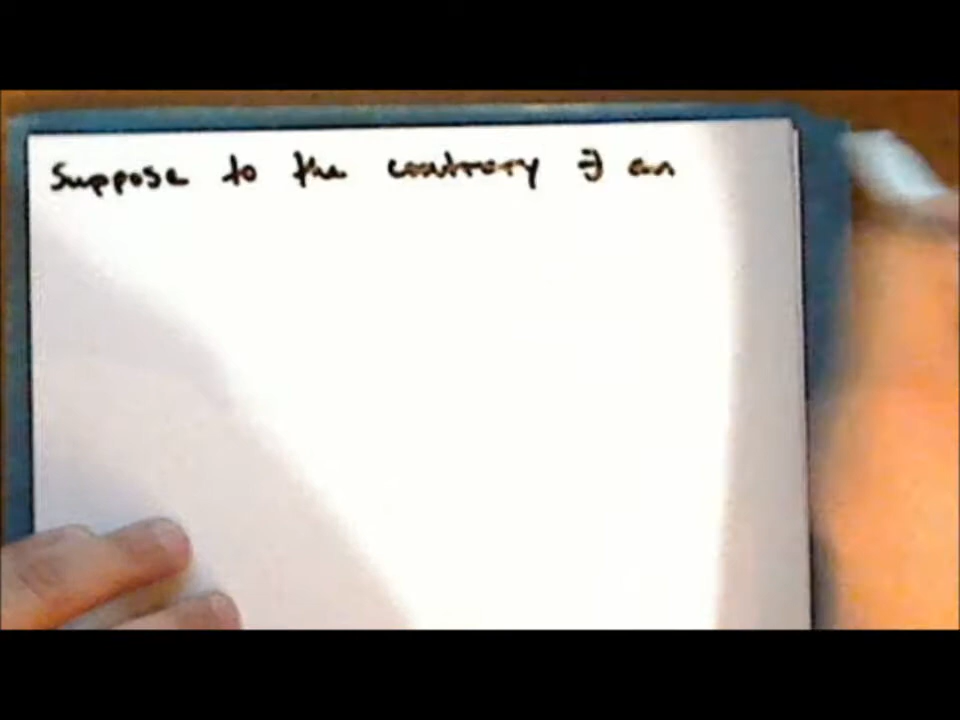 Suppose to the contrary ∃ an